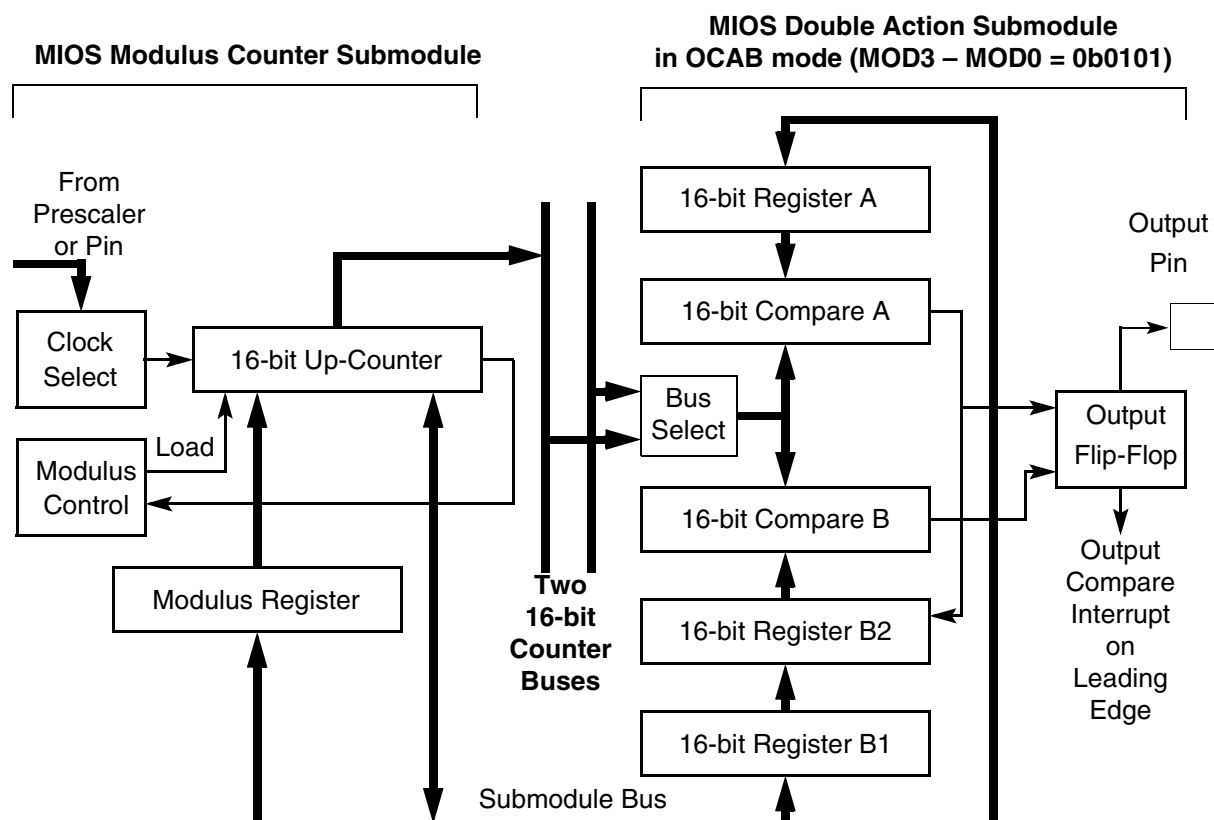 MIOS Modulus Counter Submodule
MIOS Double Action Submodule
in OCAB mode (MOD3 – MOD0 = 0b0101)
From
Prescaler
or Pin
Clock
Select
16-bit Up-Counter
Load
Modulus
Control
Modulus Register
Two
16-bit
Counter
Buses
Submodule Bus
16-bit Register A
16-bit Compare A
Bus
Select
16-bit Compare B
16-bit Register B2
16-bit Register B1
Output
Pin
Output
Flip-Flop
Output
Compare
Interrupt
on
Leading
Edge